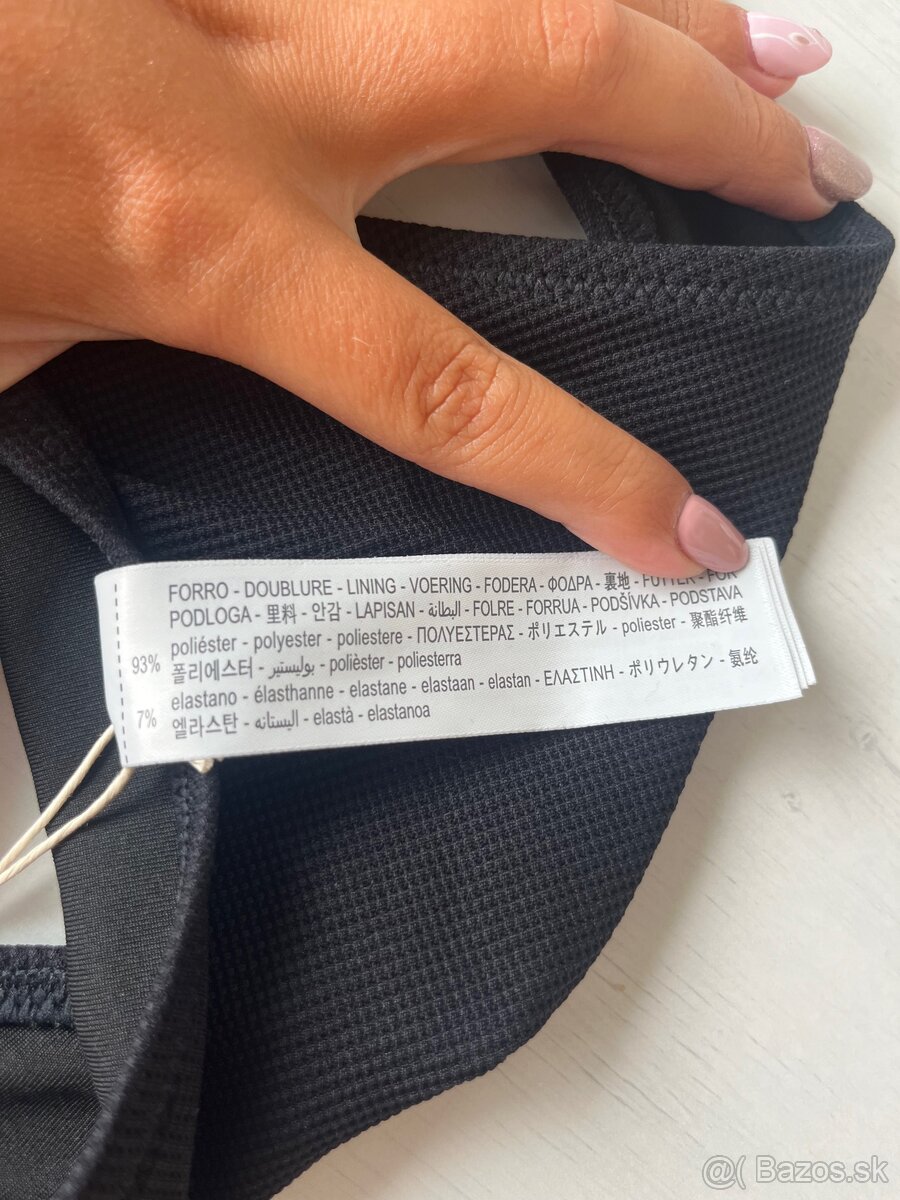 FORRO - DOUBLURE - LINING - VOERING - FODERA - ΦΟΔΡΑ - 裏地 - FUTTER - FOR
PODLOGA - 里料 - 안감 - LAPISAN - البطانة - FOLRE - FORRUA - PODŠÍVKA - PODSTAVA
93% poliéster - polyester - poliestere - ΠΟΛΥΕΣΤΕΡΑΣ - ポリエステル - poliester - 聚酯纤维
폴리에스터 - بوليستير - polièster - poliesterra
7% elastano - élasthanne - elastane - elastaan - elastan - ΕΛΑΣΤΙΝΗ - ポリウレタン - 氨纶
엘라스탄 - اليستانه - elastà - elastanoa
@( Bazos.sk